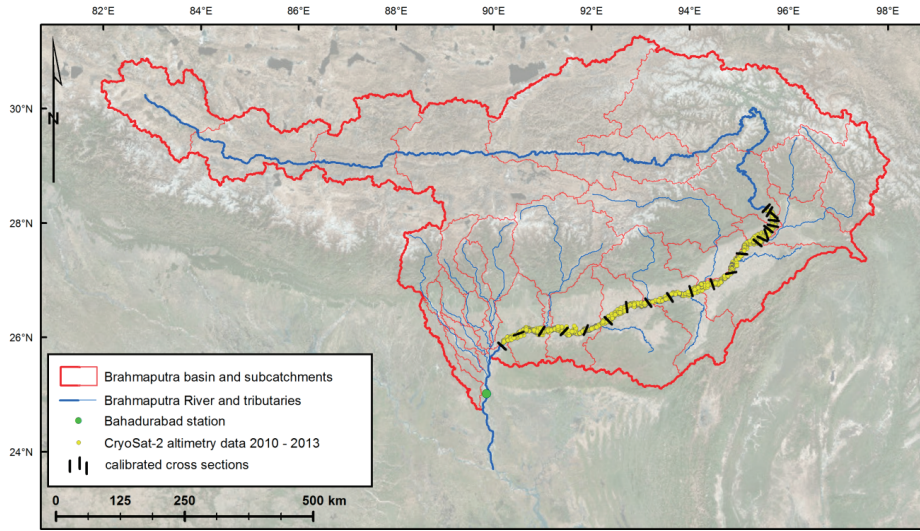 82°E 84°E 86°E 88°E 90°E 92°E 94°E 96°E 98°E
N
30°N
28°N
26°N
24°N
Brahmaputra basin and subcatchments
Brahmaputra River and tributaries
Bahadurabad station
CryoSat-2 altimetry data 2010 - 2013
calibrated cross sections
0 125 250 500 km